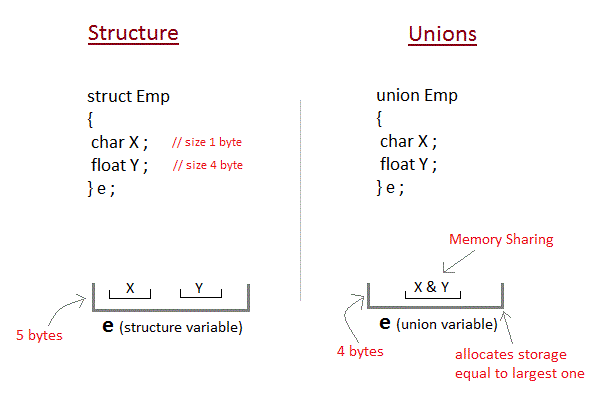 Structure
struct Emp
{
char X ; // size 1 byte
float Y ; // size 4 byte
} e ;
X Y
e (structure variable)
5 bytes
Unions
union Emp
{
char X ;
float Y ;
} e ;
Memory Sharing
X & Y
e (union variable)
4 bytes
allocates storage
equal to largest one